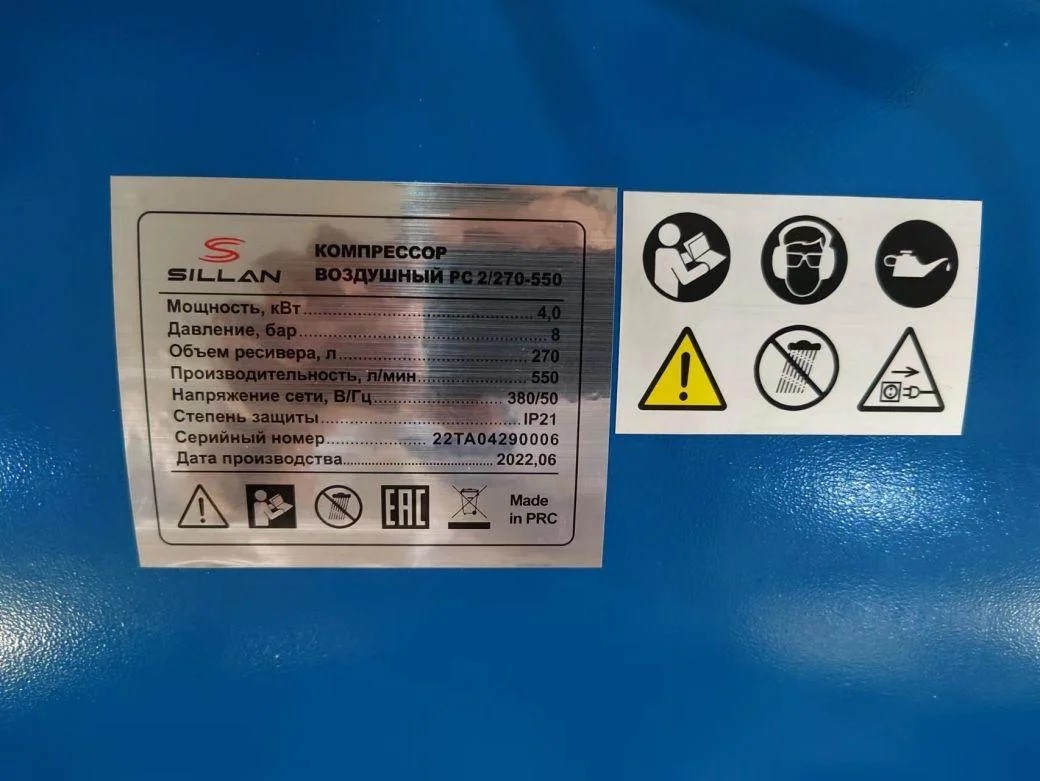 SILLAN
КОМПРЕССОР
ВОЗДУШНЫЙ РС 2/270-550
Мощность, кВт 4,0
Давление, бар 8
Объем ресивера, л 270
Производительность, л/мин 550
Напряжение сети, В/Гц 380/50
Степень защиты IP21
Серийный номер 22TA04290006
Дата производства 2022,06
EAC
Made
in PRC